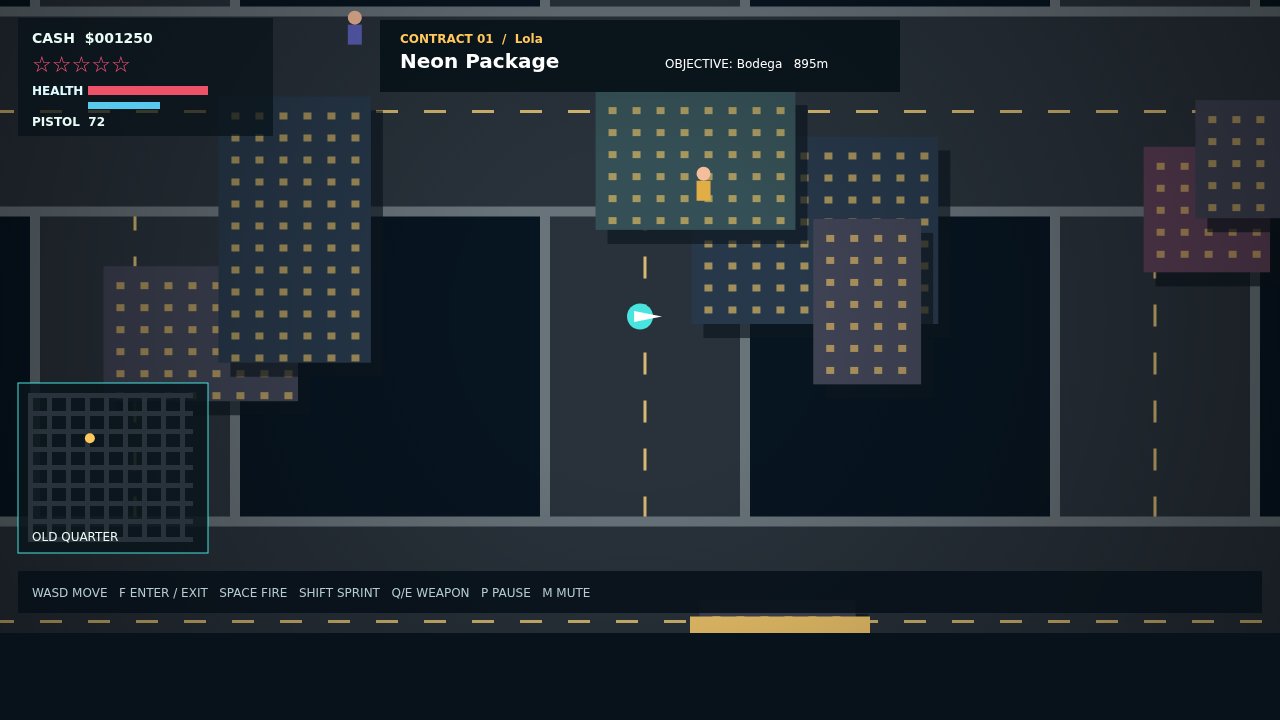 CASH $001250
☆☆☆☆☆
HEALTH
PISTOL 72
CONTRACT 01 / Lola
Neon Package
OBJECTIVE: Bodega 895m
OLD QUARTER
WASD MOVE F ENTER / EXIT SPACE FIRE SHIFT SPRINT Q/E WEAPON P PAUSE M MUTE